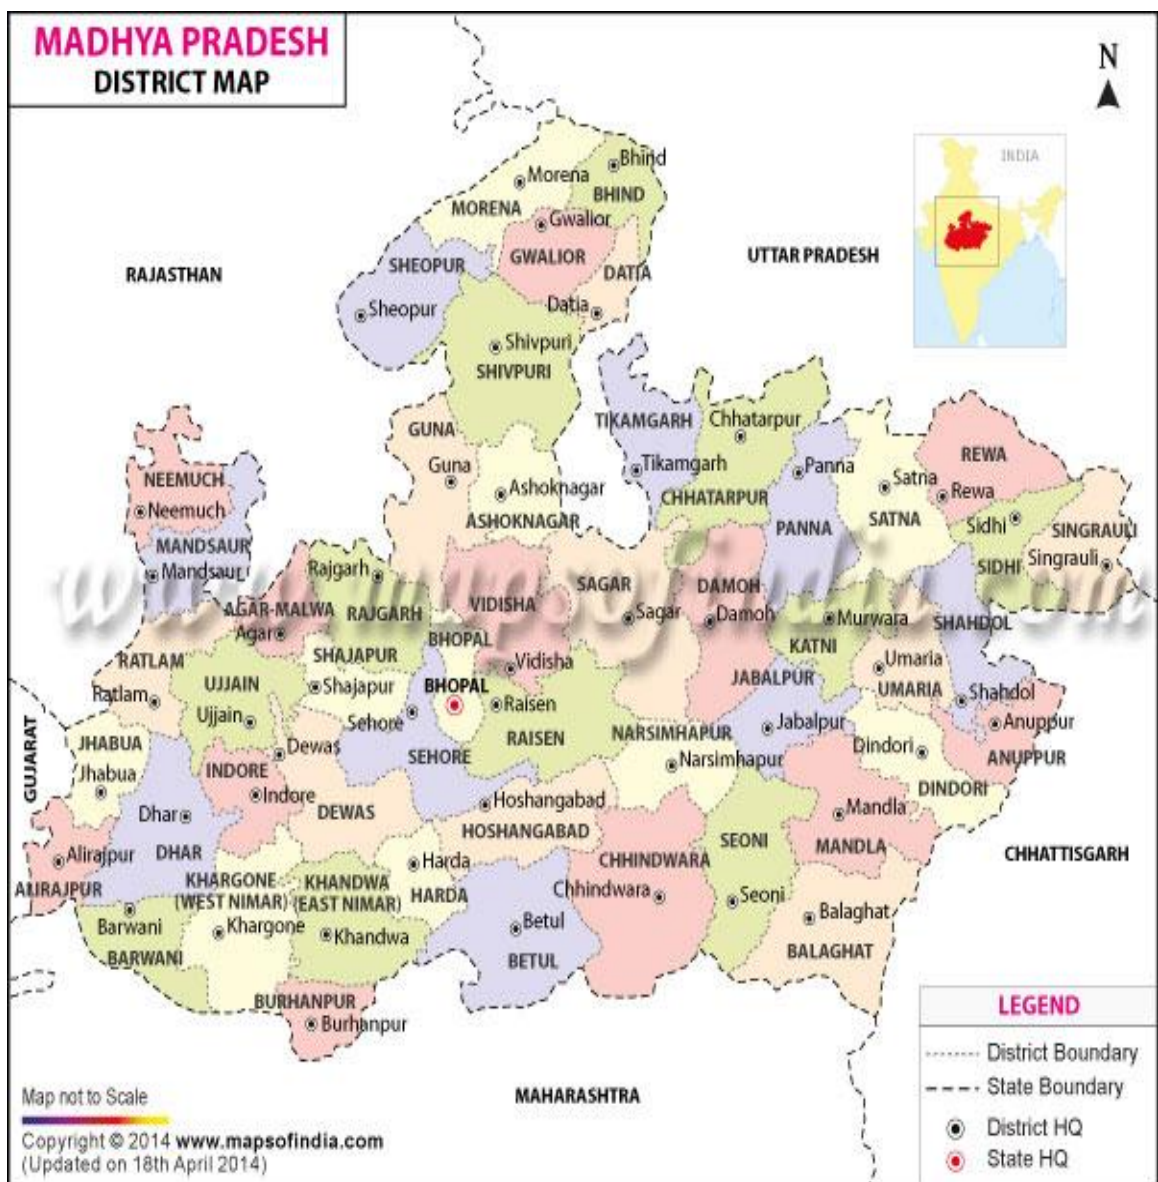 MADHYA PRADESH
DISTRICT MAP
N
INDIA
RAJASTHAN
UTTAR PRADESH
GUJARAT
CHHATTISGARH
MAHARASHTRA
Morena
MORENA
Bhind
BHIND
Gwalior
GWALIOR
SHEOPUR
Sheopur
DATIA
Datia
Shivpuri
SHIVPURI
GUNA
Guna
Ashoknagar
ASHOKNAGAR
TIKAMGARH
Tikamgarh
Chhatarpur
CHHATARPUR
Panna
PANNA
Satna
SATNA
REWA
Rewa
Sidhi
SIDHI
SINGRAULI
Singrauli
NEEMUCH
Neemuch
MANDSAUR
Mandsaur
www.mapsofindia.com
Rajgarh
RAJGARH
AGAR-MALWA
Agar
VIDISHA
Vidisha
SAGAR
Sagar
DAMOH
Damoh
Murwara
KATNI
SHAHDOL
Shahdol
Umaria
UMARIA
RATLAM
Ratlam
UJJAIN
Ujjain
SHAJAPUR
Shajapur
BHOPAL
BHOPAL
Sehore
SEHORE
Raisen
RAISEN
JABALPUR
Jabalpur
NARSIMHAPUR
Narsimhapur
Dindori
DINDORI
Anuppur
ANUPPUR
JHABUA
Jhabua
INDORE
Indore
Dewas
DEWAS
Dhar
DHAR
Hoshangabad
HOSHANGABAD
Mandla
MANDLA
SEONI
Seoni
CHHINDWARA
Chhindwara
Alirajpur
ALIRAJPUR
KHARGONE
(WEST NIMAR)
Khargone
KHANDWA
(EAST NIMAR)
Khandwa
Harda
HARDA
Betul
BETUL
Balaghat
BALAGHAT
Barwani
BARWANI
BURHANPUR
Burhanpur
LEGEND
District Boundary
State Boundary
District HQ
State HQ
Map not to Scale
Copyright © 2014 www.mapsofindia.com
(Updated on 18th April 2014)